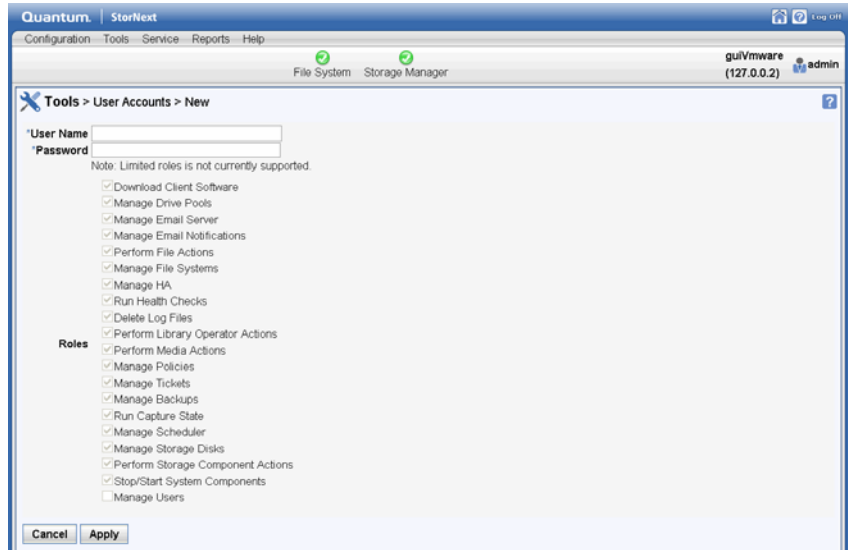 Quantum. StorNext Log Off
Configuration Tools Service Reports Help
File System Storage Manager
guiVmware
(127.0.0.2)
admin
Tools > User Accounts > New
*User Name
*Password
Note: Limited roles is not currently supported.
Roles
Download Client Software
Manage Drive Pools
Manage Email Server
Manage Email Notifications
Perform File Actions
Manage File Systems
Manage HA
Run Health Checks
Delete Log Files
Perform Library Operator Actions
Perform Media Actions
Manage Policies
Manage Tickets
Manage Backups
Run Capture State
Manage Scheduler
Manage Storage Disks
Perform Storage Component Actions
Stop/Start System Components
Manage Users
Cancel Apply